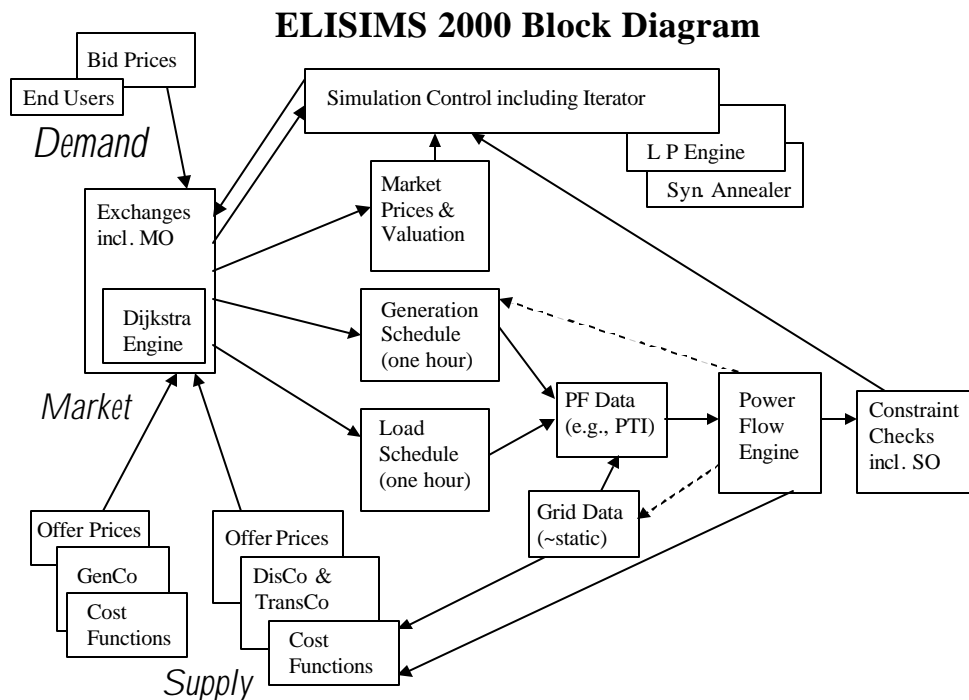 ELISIMS 2000 Block Diagram
Bid Prices
End Users
Demand
Simulation Control including Iterator
L P Engine
Syn. Annealer
Exchanges
incl. MO
Dijkstra
Engine
Market
Market
Prices &
Valuation
Generation
Schedule
(one hour)
Load
Schedule
(one hour)
PF Data
(e.g., PTI)
Grid Data
(~static)
Power
Flow
Engine
Constraint
Checks
incl. SO
Offer Prices
GenCo
Cost
Functions
Offer Prices
DisCo &
TransCo
Cost
Functions
Supply